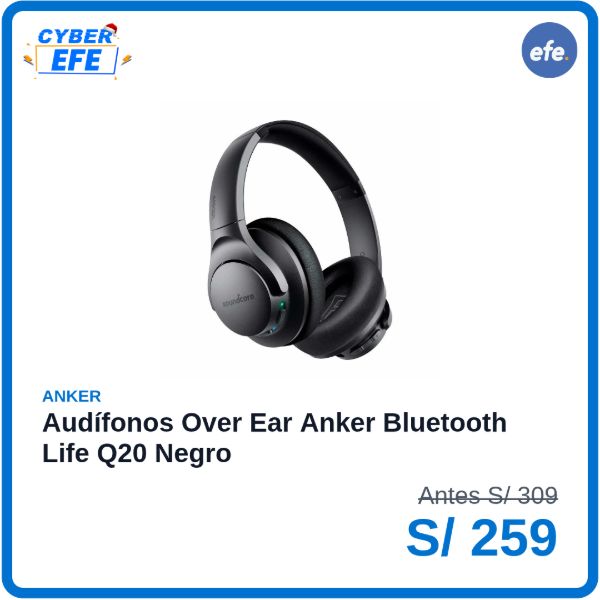 CYBER
EFE
efe.
soundcore
ANKER
Audífonos Over Ear Anker Bluetooth
Life Q20 Negro
Antes S/ 309
S/ 259